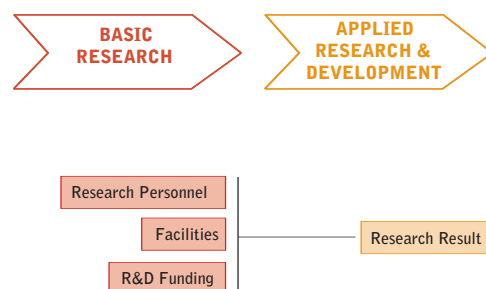 BASIC
RESEARCH
APPLIED
RESEARCH &
DEVELOPMENT
Research Personnel
Facilities
Research Result
R&D Funding